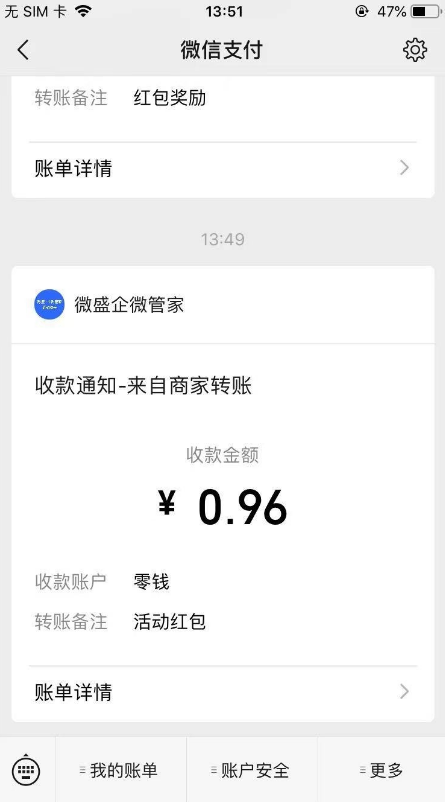 无 SIM 卡 13:51 47%
微信支付
转账备注 红包奖励
账单详情
13:49
微盛企微管家
收款通知-来自商家转账
收款金额
¥ 0.96
收款账户 零钱
转账备注 活动红包
账单详情
我的账单 账户安全 更多